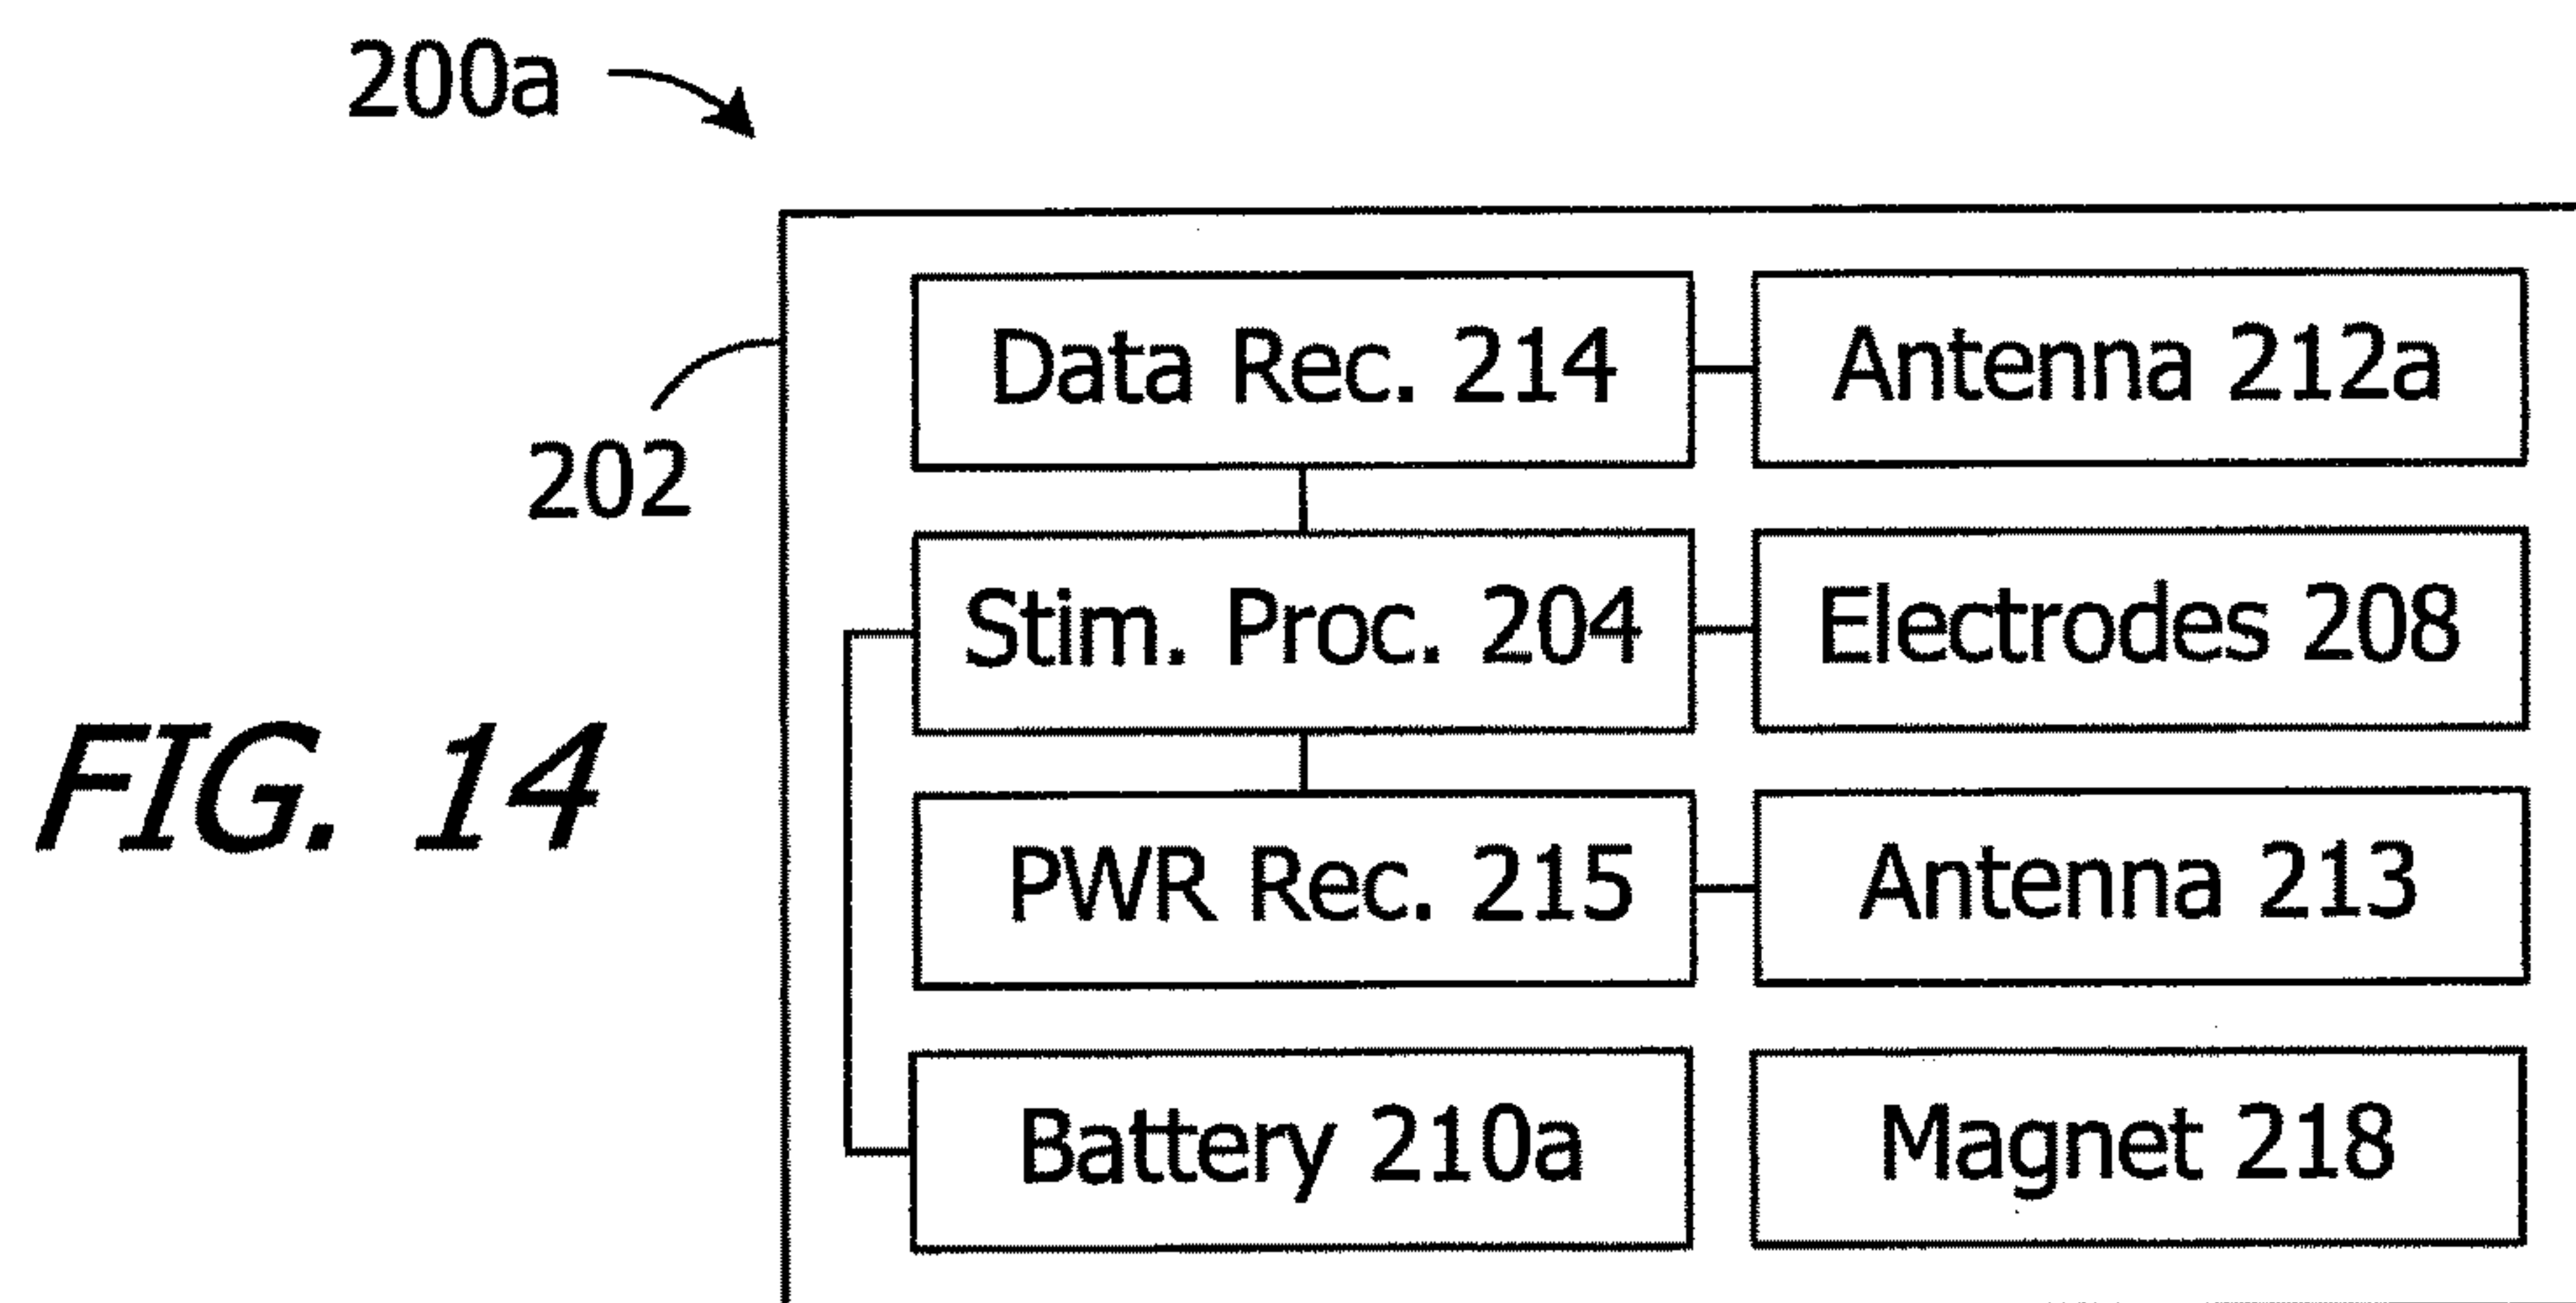 200a
202
Data Rec. 214
Antenna 212a
Stim. Proc. 204
Electrodes 208
PWR Rec. 215
Antenna 213
Battery 210a
Magnet 218
FIG. 14